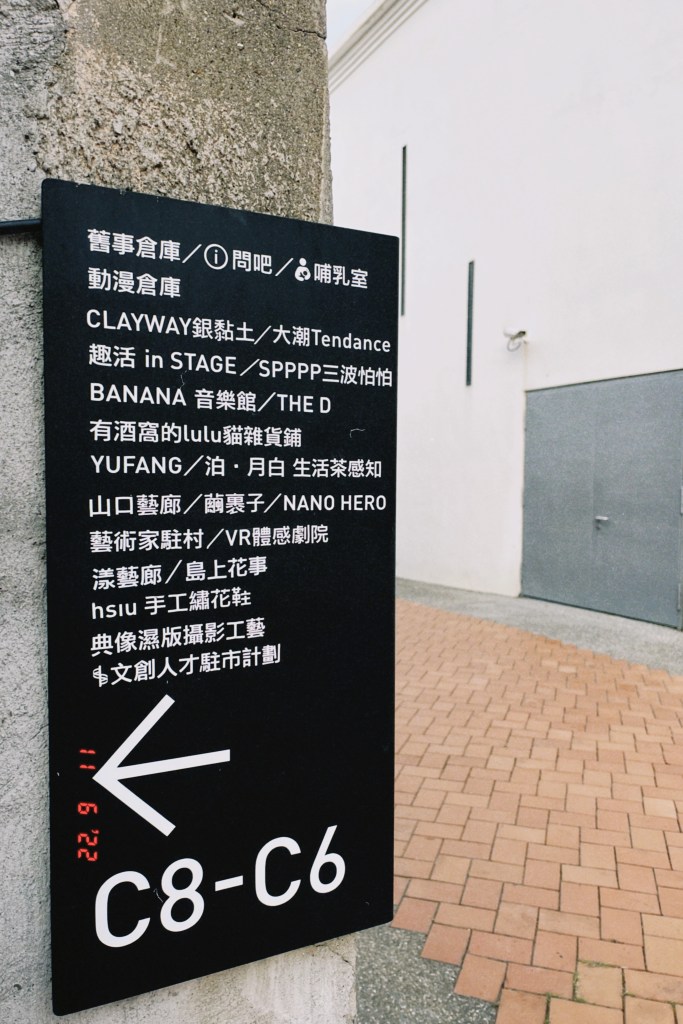 舊事倉庫／ⓘ問吧／哺乳室
動漫倉庫
CLAYWAY銀黏土／大潮Tendance
趣活 in STAGE／SPPPP三波怕怕
BANANA 音樂館／THE D
有酒窩的lulu貓雜貨鋪
YUFANG／泊・月白 生活茶感知
山口藝廊／繭裹子／NANO HERO
藝術家駐村／VR體感劇院
漾藝廊／島上花事
hsiu 手工繡花鞋
典像濕版攝影工藝
文創人才駐市計劃
C8-C6
11 6 '22